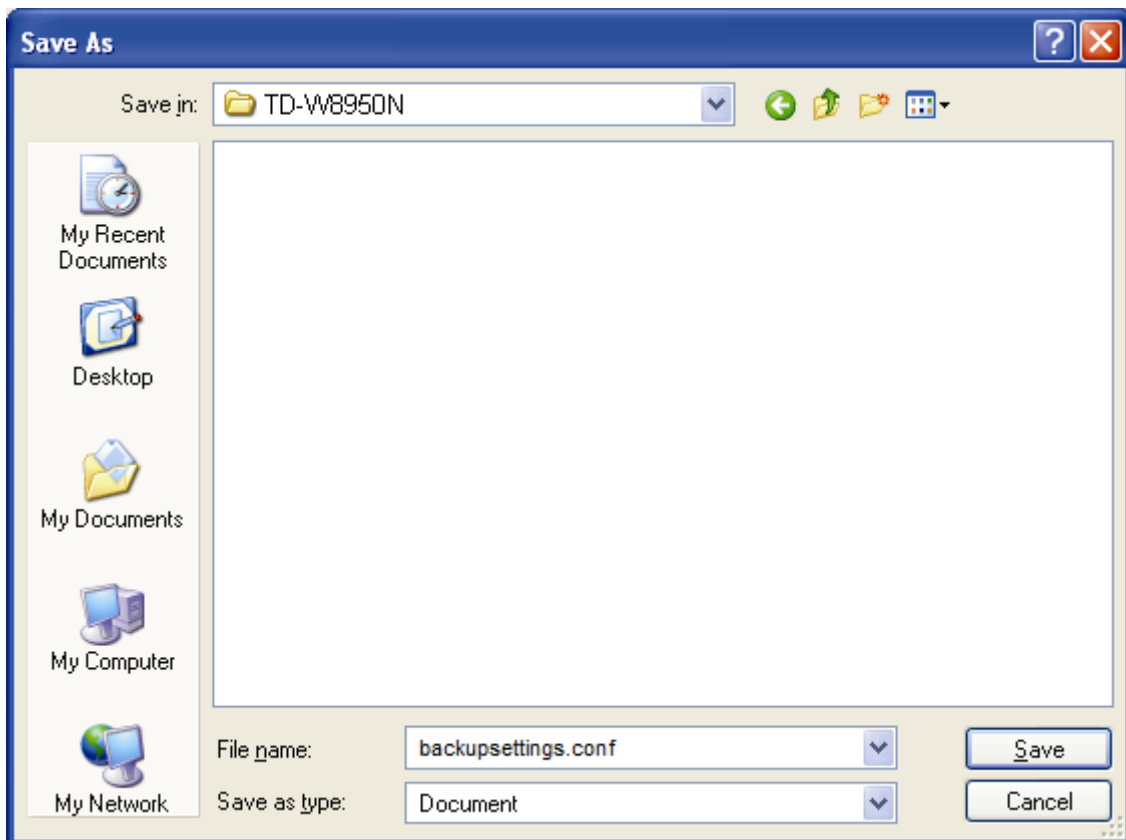 Save As
?
Save in:
TD-W8950N
My Recent
Documents
Desktop
My Documents
My Computer
My Network
File name:
backupsettings.conf
Save
Save as type:
Document
Cancel